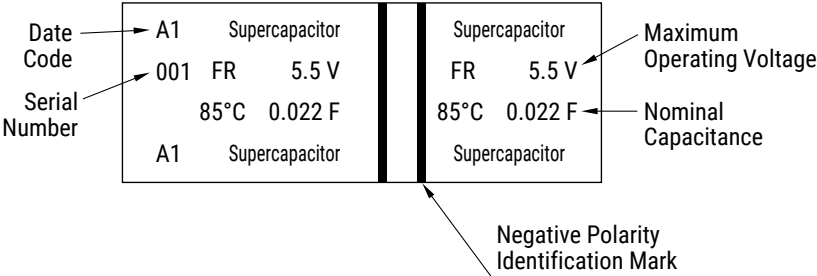 Date
Code
Serial
Number
A1 Supercapacitor
001 FR 5.5 V
85°C 0.022 F
A1 Supercapacitor
Supercapacitor
FR 5.5 V
85°C 0.022 F
Supercapacitor
Maximum
Operating Voltage
Nominal
Capacitance
Negative Polarity
Identification Mark